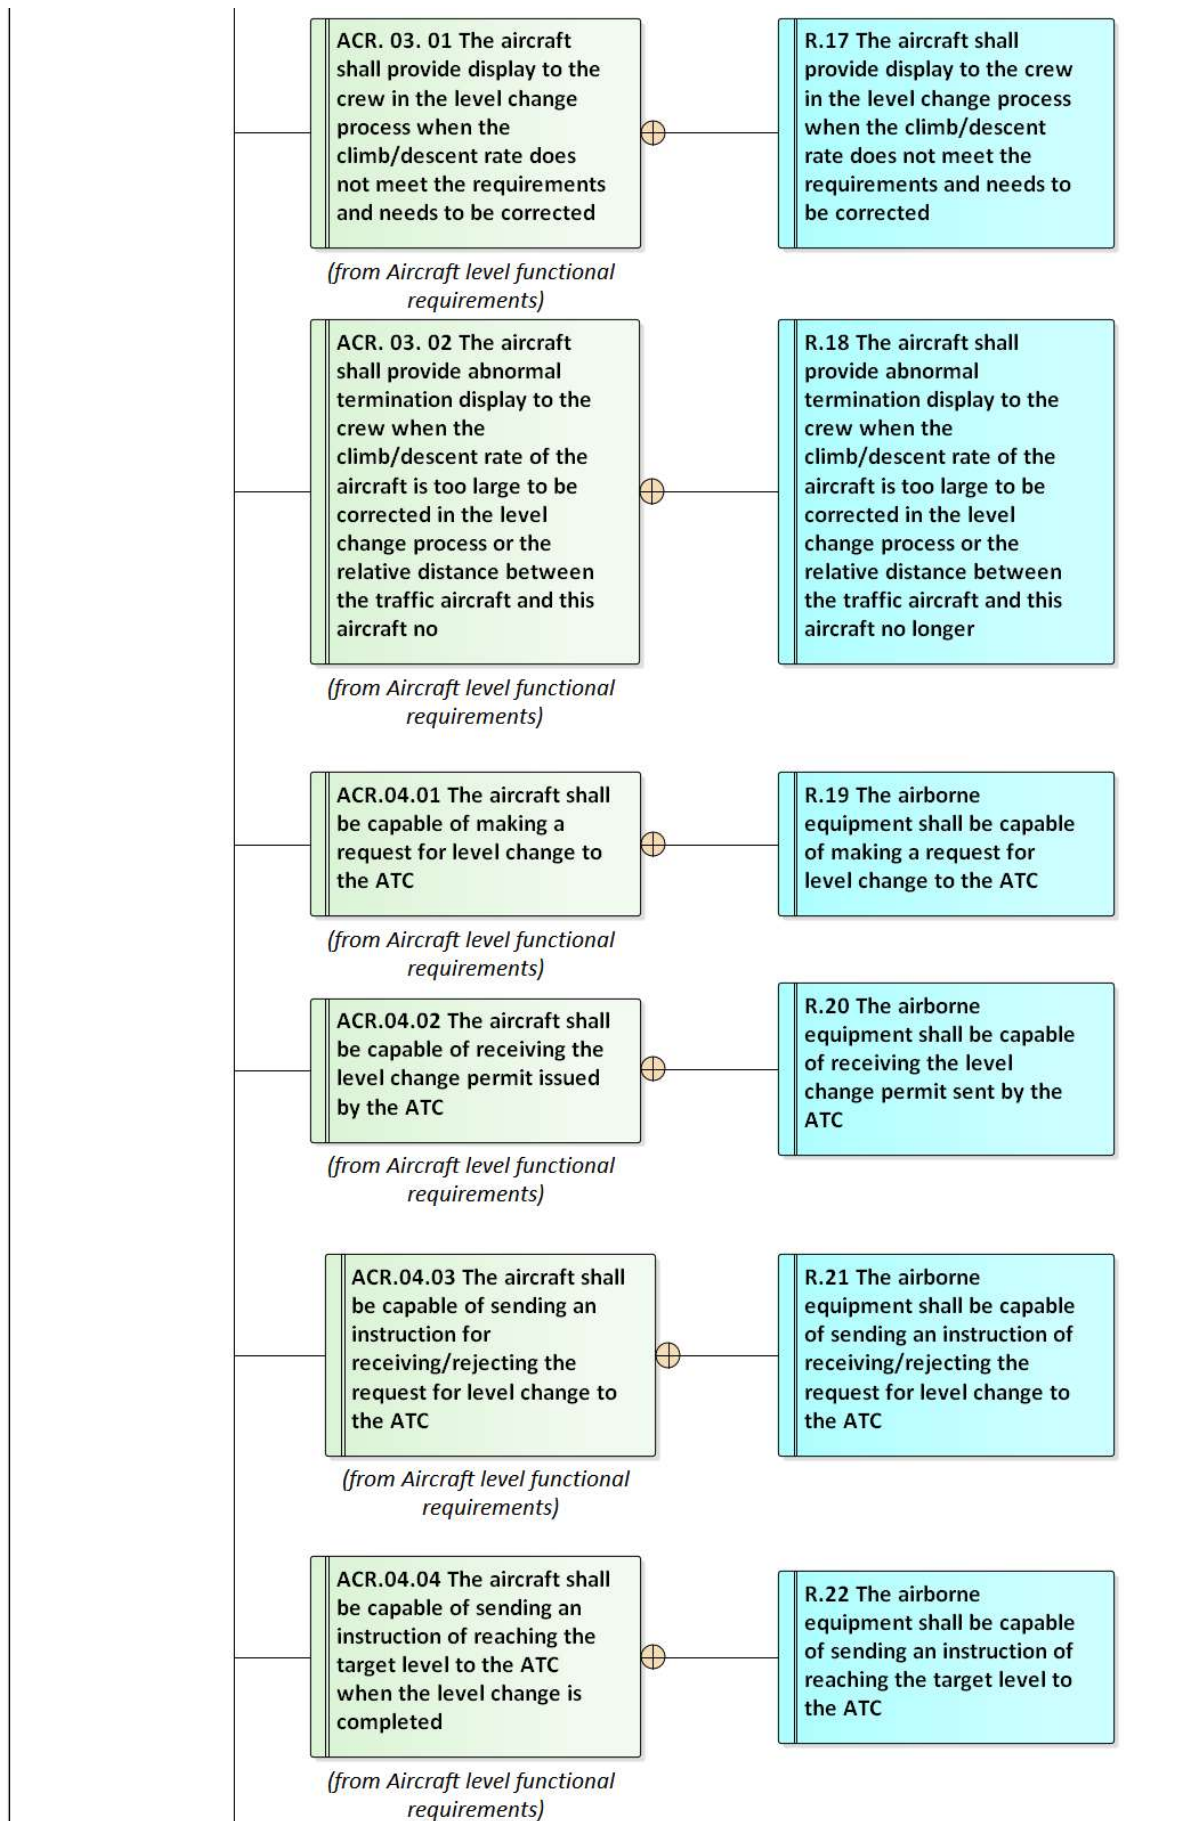 ACR. 03. 01 The aircraft
shall provide display to the
crew in the level change
process when the
climb/descent rate does
not meet the requirements
and needs to be corrected
(from Aircraft level functional
requirements)
R.17 The aircraft shall
provide display to the crew
in the level change process
when the climb/descent
rate does not meet the
requirements and needs to
be corrected
ACR. 03. 02 The aircraft
shall provide abnormal
termination display to the
crew when the
climb/descent rate of the
aircraft is too large to be
corrected in the level
change process or the
relative distance between
the traffic aircraft and this
aircraft no
(from Aircraft level functional
requirements)
R.18 The aircraft shall
provide abnormal
termination display to the
crew when the
climb/descent rate of the
aircraft is too large to be
corrected in the level
change process or the
relative distance between
the traffic aircraft and this
aircraft no longer
ACR.04.01 The aircraft shall
be capable of making a
request for level change to
the ATC
(from Aircraft level functional
requirements)
R.19 The airborne
equipment shall be capable
of making a request for
level change to the ATC
ACR.04.02 The aircraft shall
be capable of receiving the
level change permit issued
by the ATC
(from Aircraft level functional
requirements)
R.20 The airborne
equipment shall be capable
of receiving the level
change permit sent by the
ATC
ACR.04.03 The aircraft shall
be capable of sending an
instruction for
receiving/rejecting the
request for level change to
the ATC
(from Aircraft level functional
requirements)
R.21 The airborne
equipment shall be capable
of sending an instruction of
receiving/rejecting the
request for level change to
the ATC
ACR.04.04 The aircraft shall
be capable of sending an
instruction of reaching the
target level to the ATC
when the level change is
completed
(from Aircraft level functional
requirements)
R.22 The airborne
equipment shall be capable
of sending an instruction of
reaching the target level to
the ATC